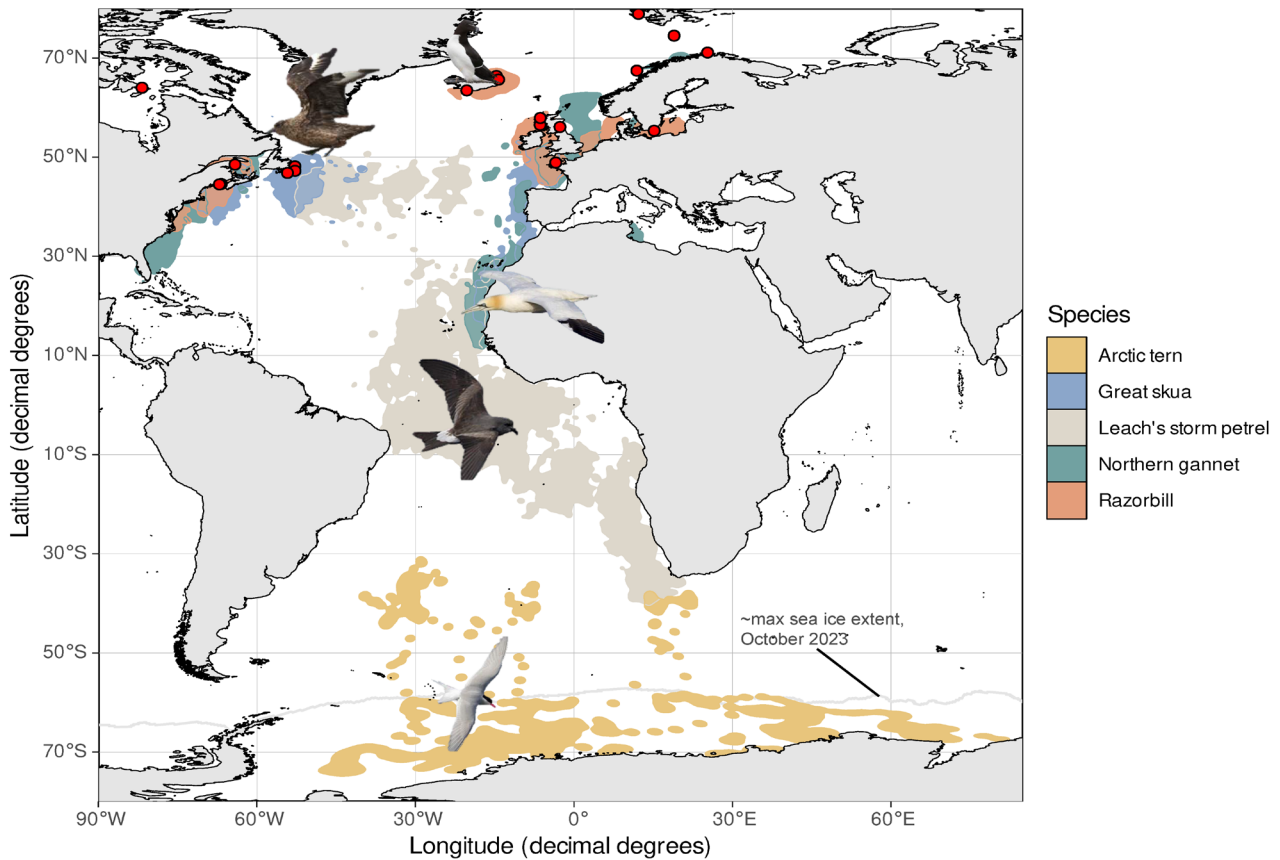 70°N
50°N
30°N
10°N
10°S
30°S
50°S
70°S
Latitude (decimal degrees)
90°W
60°W
30°W
0°E
30°E
60°E
Longitude (decimal degrees)
~max sea ice extent,
October 2023
Species
Arctic tern
Great skua
Leach's storm petrel
Northern gannet
Razorbill